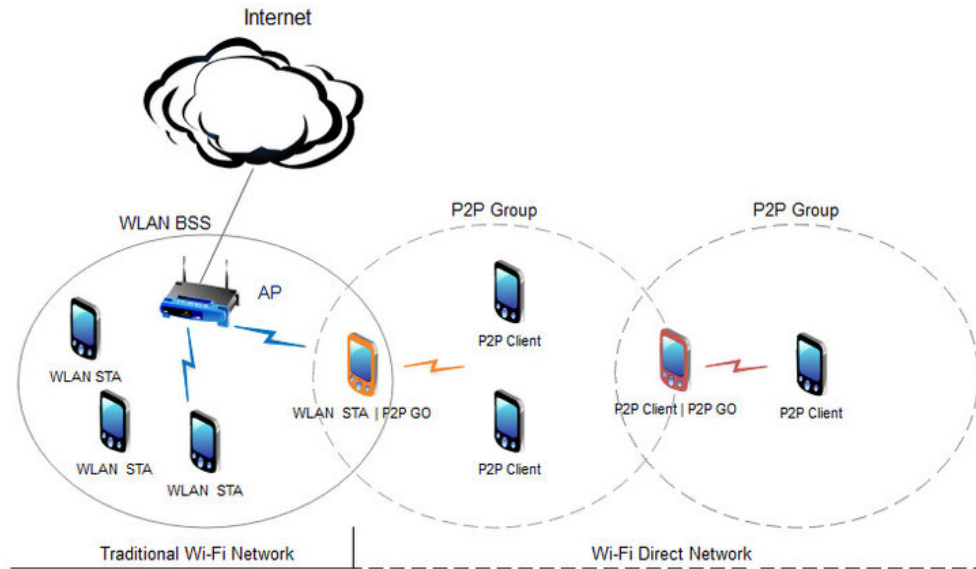 Internet
WLAN BSS
P2P Group
P2P Group
AP
P2P Client
WLAN STA
WLAN STA | P2P GO
P2P Client | P2P GO
P2P Client
WLAN STA
P2P Client
WLAN STA
Traditional Wi-Fi Network
Wi-Fi Direct Network